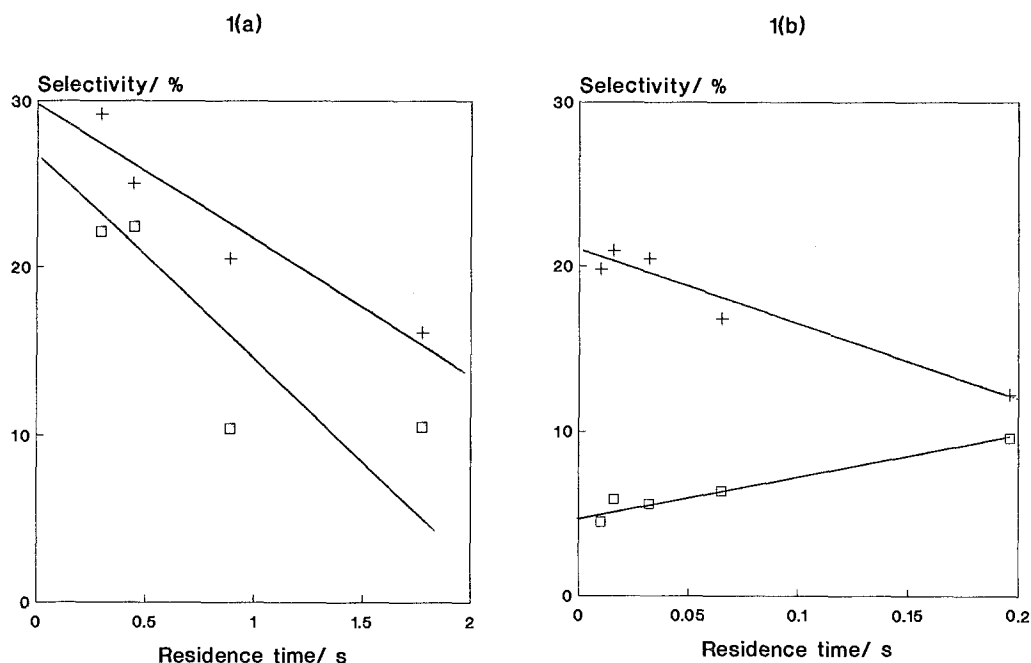 1(a)
Selectivity/ %
30
20
10
0
0 0.5 1 1.5 2
Residence time/ s
1(b)
Selectivity/ %
30
20
10
0
0 0.05 0.1 0.15 0.2
Residence time/ s